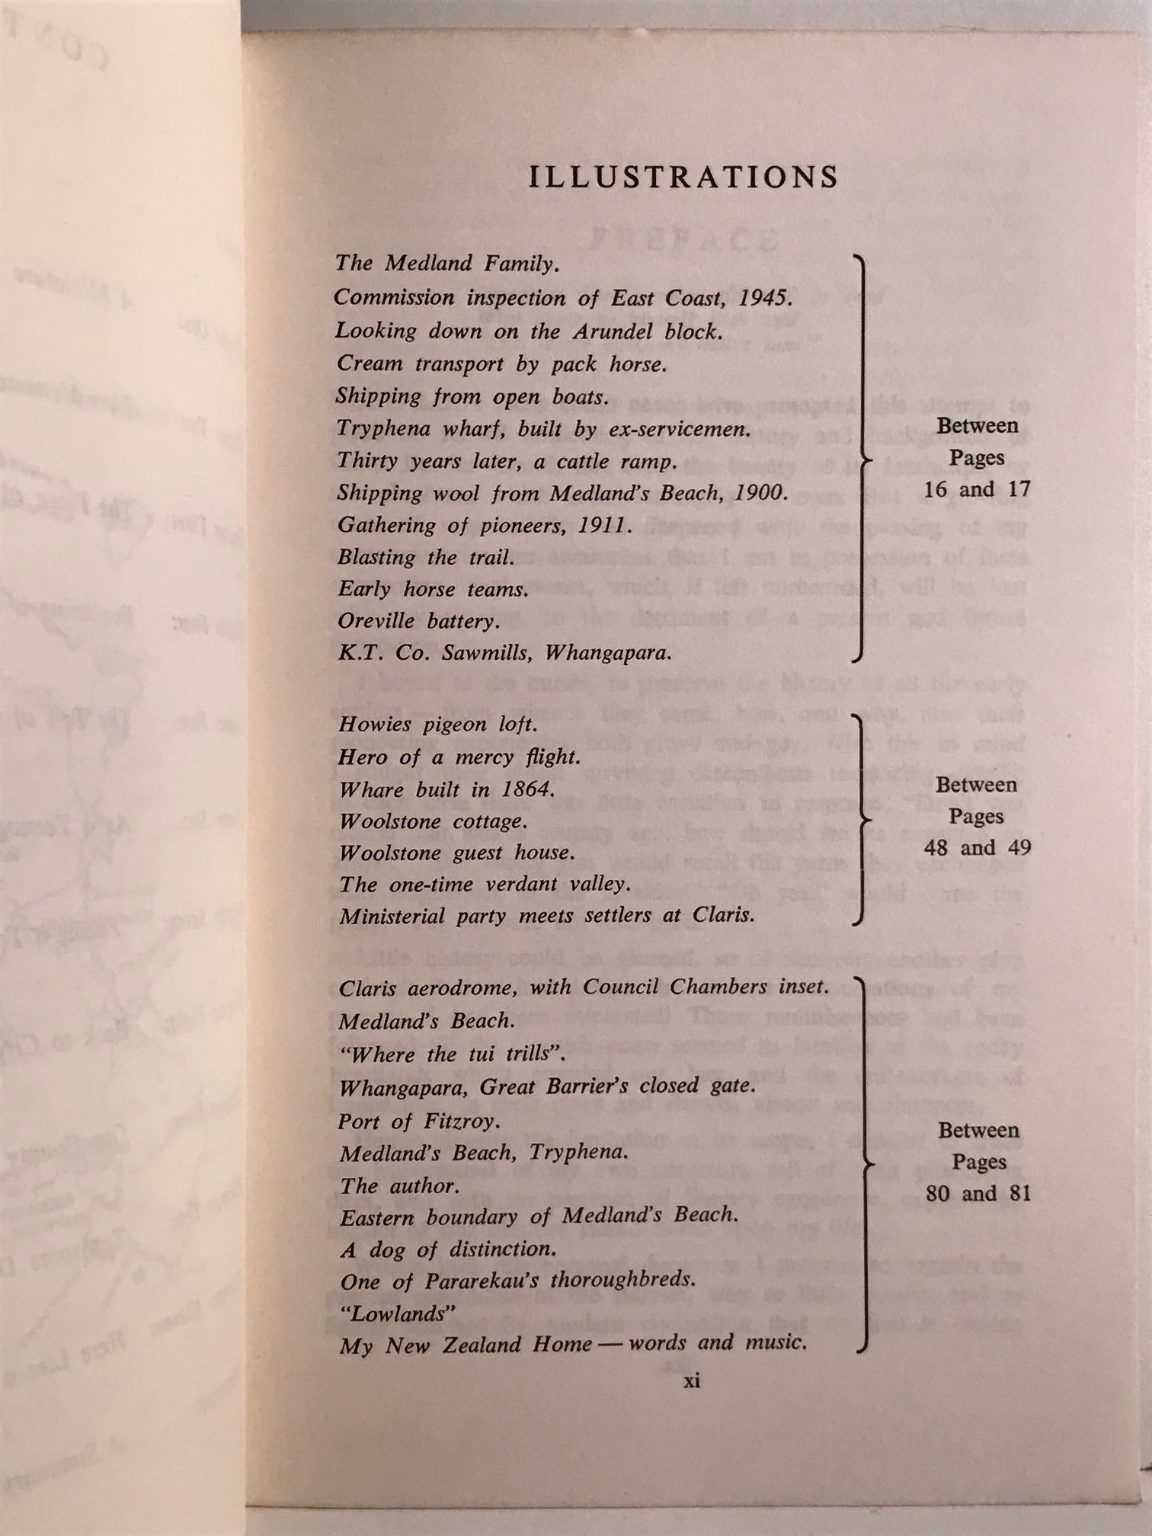 ILLUSTRATIONS
The Medland Family.
Commission inspection of East Coast, 1945.
Looking down on the Arundel block.
Cream transport by pack horse.
Shipping from open boats.
Tryphena wharf, built by ex-servicemen.
Thirty years later, a cattle ramp.
Shipping wool from Medland's Beach, 1900.
Gathering of pioneers, 1911.
Blasting the trail.
Early horse teams.
Oreville battery.
K.T. Co. Sawmills, Whangapara.
Between
Pages
16 and 17
Howies pigeon loft.
Hero of a mercy flight.
Whare built in 1864.
Woolstone cottage.
Woolstone guest house.
The one-time verdant valley.
Ministerial party meets settlers at Claris.
Between
Pages
48 and 49
Claris aerodrome, with Council Chambers inset.
Medland's Beach.
“Where the tui trills”.
Whangapara, Great Barrier's closed gate.
Port of Fitzroy.
Medland's Beach, Tryphena.
The author.
Eastern boundary of Medland's Beach.
A dog of distinction.
One of Pararekau's thoroughbreds.
“Lowlands”
My New Zealand Home — words and music.
Between
Pages
80 and 81
xi